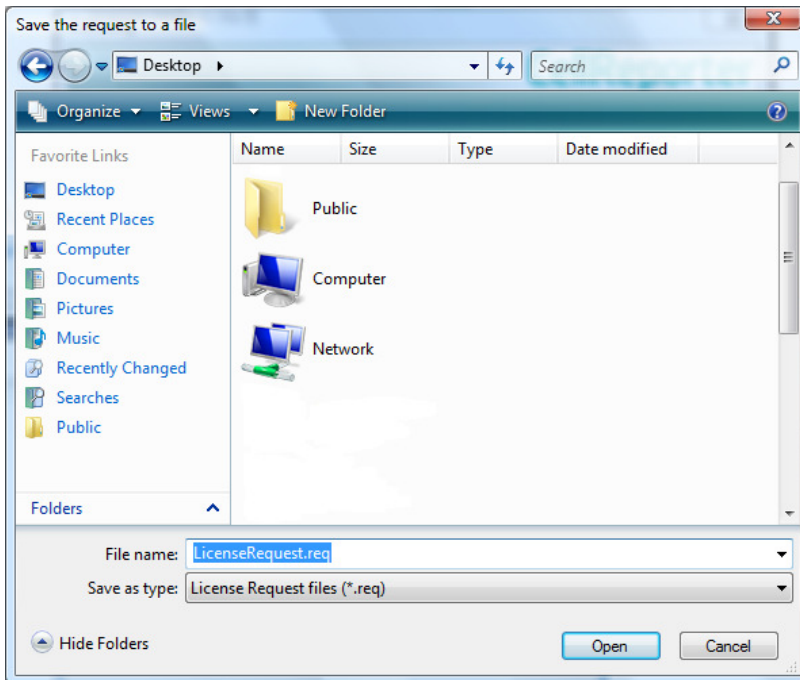 Save the request to a file
Desktop
Search
Organize Views New Folder
Favorite Links
Desktop
Recent Places
Computer
Documents
Pictures
Music
Recently Changed
Searches
Public
Folders
Name Size Type Date modified
Public
Computer
Network
File name: LicenseRequest.req
Save as type: License Request files (*.req)
Hide Folders
Open Cancel